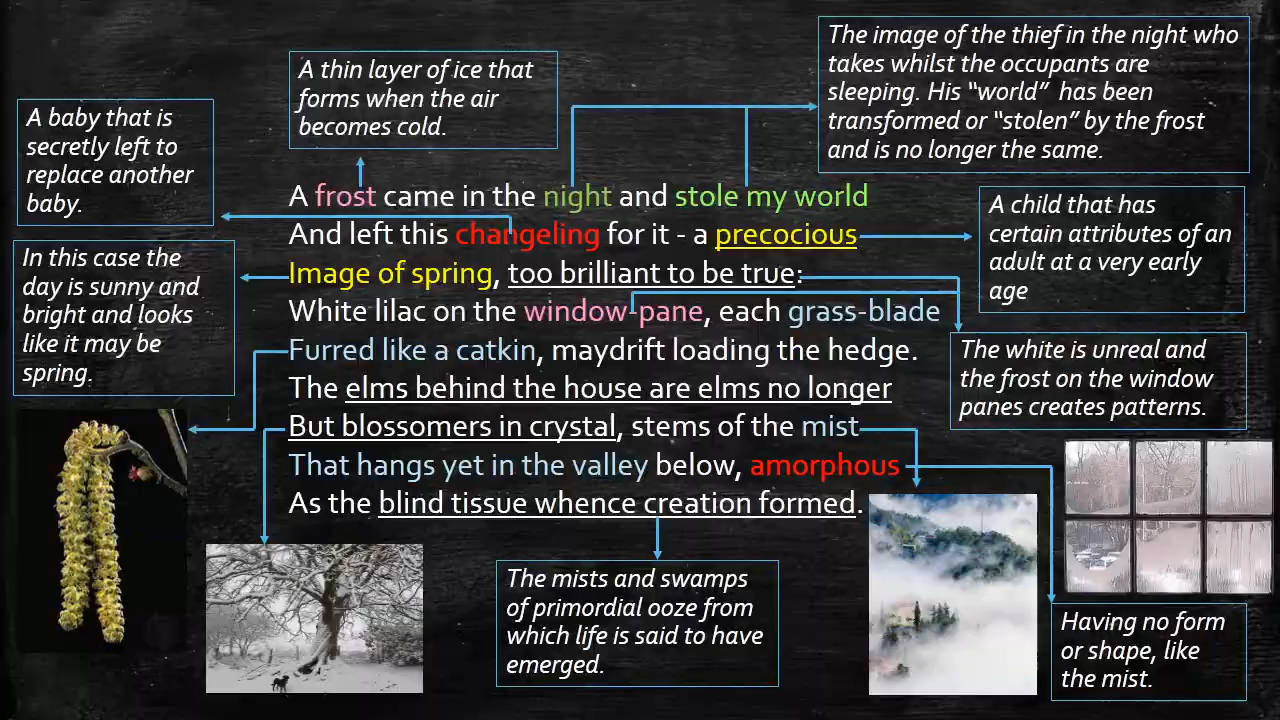 The image of the thief in the night who
takes whilst the occupants are
sleeping. His “world” has been
transformed or “stolen” by the frost
and is no longer the same.
A thin layer of ice that
forms when the air
becomes cold.
A baby that is
secretly left to
replace another
baby.
A frost came in the night and stole my world
And left this changeling for it - a precocious
Image of spring, too brilliant to be true:
White lilac on the window-pane, each grass-blade
Furred like a catkin, maydrift loading the hedge.
The elms behind the house are elms no longer
But blossomers in crystal, stems of the mist
That hangs yet in the valley below, amorphous
As the blind tissue whence creation formed.
A child that has
certain attributes of an
adult at a very early
age
In this case the
day is sunny and
bright and looks
like it may be
spring.
The white is unreal and
the frost on the window
panes creates patterns.
The mists and swamps
of primordial ooze from
which life is said to have
emerged.
Having no form
or shape, like
the mist.